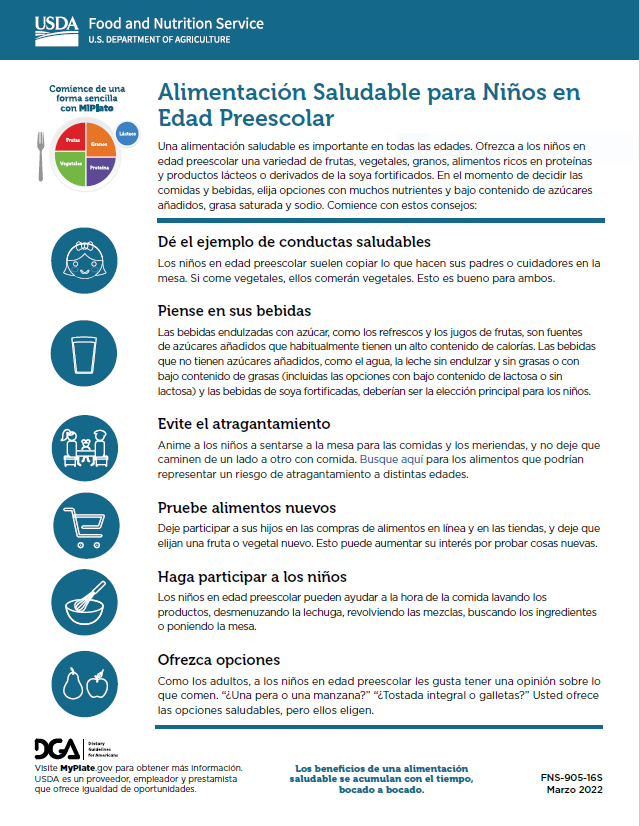 USDA
Food and Nutrition Service
U.S. DEPARTMENT OF AGRICULTURE
Comience de una
forma sencilla
con MiPlato
Lácteos
Frutas
Granos
Vegetales
Proteína
Alimentación Saludable para Niños en
Edad Preescolar
Una alimentación saludable es importante en todas las edades. Ofrezca a los niños en
edad preescolar una variedad de frutas, vegetales, granos, alimentos ricos en proteínas
y productos lácteos o derivados de la soya fortificados. En el momento de decidir las
comidas y bebidas, elija opciones con muchos nutrientes y bajo contenido de azúcares
añadidos, grasa saturada y sodio. Comience con estos consejos:
Dé el ejemplo de conductas saludables
Los niños en edad preescolar suelen copiar lo que hacen sus padres o cuidadores en la
mesa. Si come vegetales, ellos comerán vegetales. Esto es bueno para ambos.
Piense en sus bebidas
Las bebidas endulzadas con azúcar, como los refrescos y los jugos de frutas, son fuentes
de azúcares añadidos que habitualmente tienen un alto contenido de calorías. Las bebidas
que no tienen azúcares añadidos, como el agua, la leche sin endulzar y sin grasas o con
bajo contenido de grasas (incluidas las opciones con bajo contenido de lactosa o sin
lactosa) y las bebidas de soya fortificadas, deberían ser la elección principal para los niños.
Evite el atragantamiento
Anime a los niños a sentarse a la mesa para las comidas y los meriendas, y no deje que
caminen de un lado a otro con comida. Busque aquí para los alimentos que podrían
representar un riesgo de atragantamiento a distintas edades.
Pruebe alimentos nuevos
Deje participar a sus hijos en las compras de alimentos en línea y en las tiendas, y deje que
elijan una fruta o vegetal nuevo. Esto puede aumentar su interés por probar cosas nuevas.
Haga participar a los niños
Los niños en edad preescolar pueden ayudar a la hora de la comida lavando los
productos, desmenuzando la lechuga, revolviendo las mezclas, buscando los ingredientes
o poniendo la mesa.
Ofrezca opciones
Como los adultos, a los niños en edad preescolar les gusta tener una opinión sobre lo
que comen. “¿Una pera o una manzana?” “¿Tostada integral o galletas?” Usted ofrece
las opciones saludables, pero ellos eligen.
DGA
Dietary
Guidelines
for Americans
Visite MyPlate.gov para obtener más información.
USDA es un proveedor, empleador y prestamista
que ofrece igualdad de oportunidades.
Los beneficios de una alimentación
saludable se acumulan con el tiempo,
bocado a bocado.
FNS-905-16S
Marzo 2022